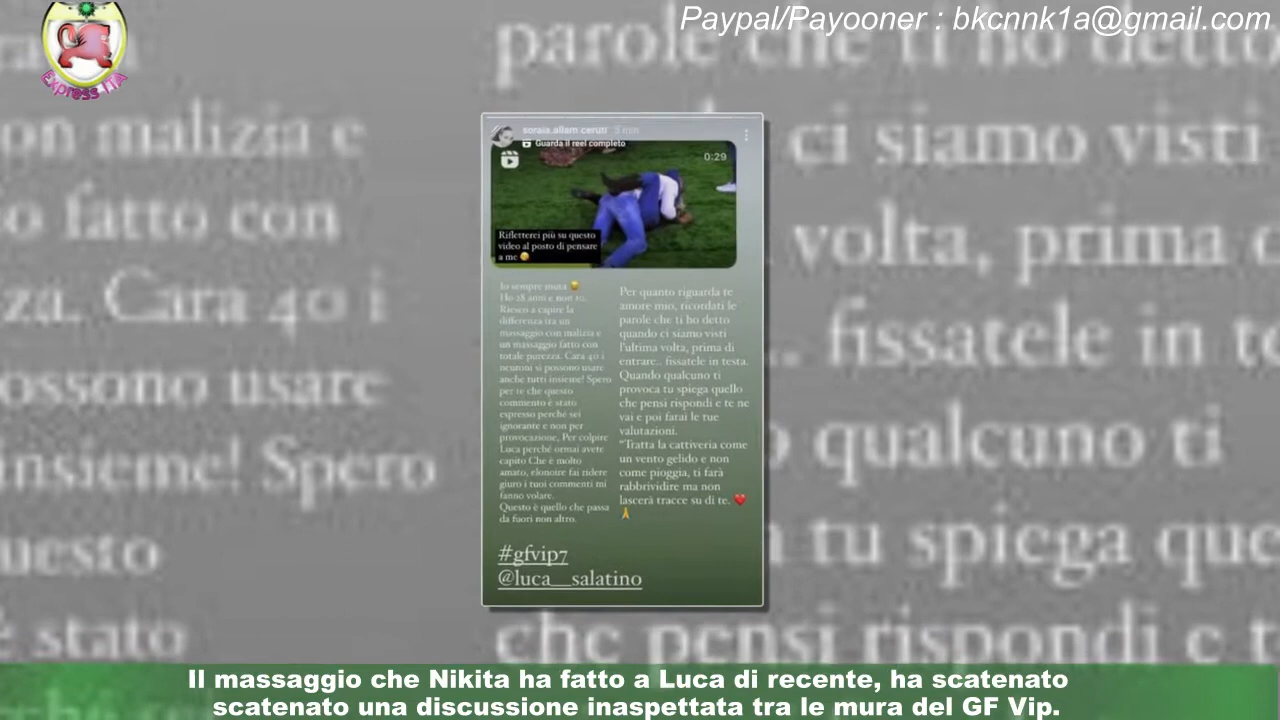 Paypal/Payooner : bkcnnk1a@gmail.com
Express ITA
parole che ti ho detto
con malizia e
ci siamo visti
o fatto con
volta, prima
za. Cara 40 i
.. fissatele in te
possono usare
qualcuno ti
insieme! Spero
questo
tu spiega que
è stato
che pensi rispondi e t
soraia.allam.ceruti 5 min
Guarda il reel completo
0:29
Rifletterei più su questo
video al posto di pensare
a me
Io sempre muta
Ho 28 anni e non 10.
Riesco a capire la
differenza tra un
massaggio con malizia e
un massaggio fatto con
totale purezza. Cara 40 i
neuroni si possono usare
anche tutti insieme! Spero
per te che questo
commento è stato
espresso perché sei
ignorante e non per
provocazione, Per colpire
Luca perché ormai avete
capito Che è molto
amato, elonoire fai ridere
giuro i tuoi commenti mi
fanno volare.
Questo è quello che passa
da fuori non altro.
Per quanto riguarda te
amore mio, ricordati le
parole che ti ho detto
quando ci siamo visti
l'ultima volta, prima di
entrare.. fissatele in testa.
Quando qualcuno ti
provoca tu spiega quello
che pensi rispondi e te ne
vai e poi farai le tue
valutazioni.
"Tratta la cattiveria come
un vento gelido e non
come pioggia, ti farà
rabbrividire ma non
lascerà tracce su di te. ❤️
🙏
#gfvip7
@luca__salatino
Il massaggio che Nikita ha fatto a Luca di recente, ha scatenato
scatenato una discussione inaspettata tra le mura del GF Vip.